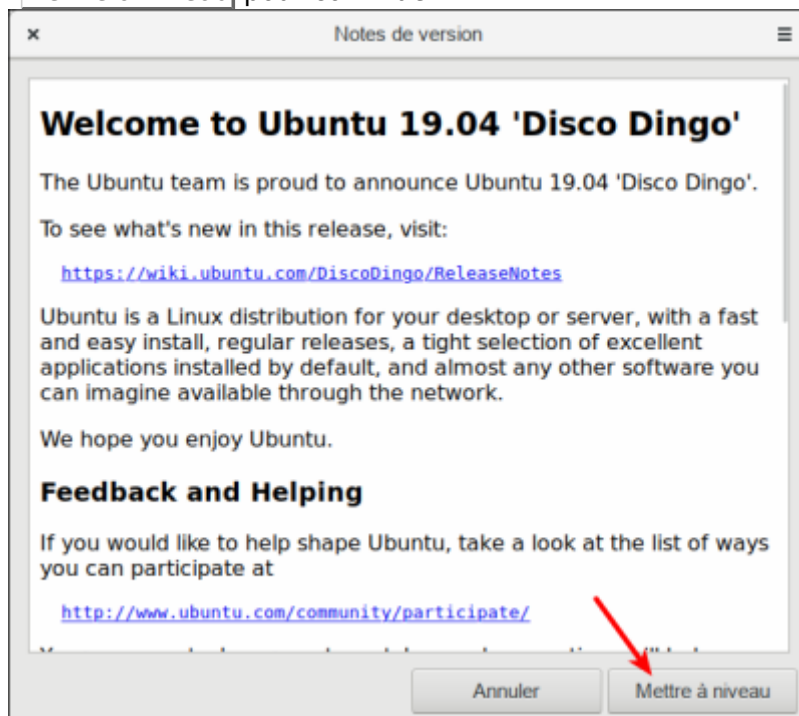 Notes de version
Welcome to Ubuntu 19.04 'Disco Dingo'
The Ubuntu team is proud to announce Ubuntu 19.04 'Disco Dingo'.
To see what's new in this release, visit:
https://wiki.ubuntu.com/DiscoDingo/ReleaseNotes
Ubuntu is a Linux distribution for your desktop or server, with a fast
and easy install, regular releases, a tight selection of excellent
applications installed by default, and almost any other software you
can imagine available through the network.
We hope you enjoy Ubuntu.
Feedback and Helping
If you would like to help shape Ubuntu, take a look at the list of ways
you can participate at
http://www.ubuntu.com/community/participate/
Annuler Mettre à niveau